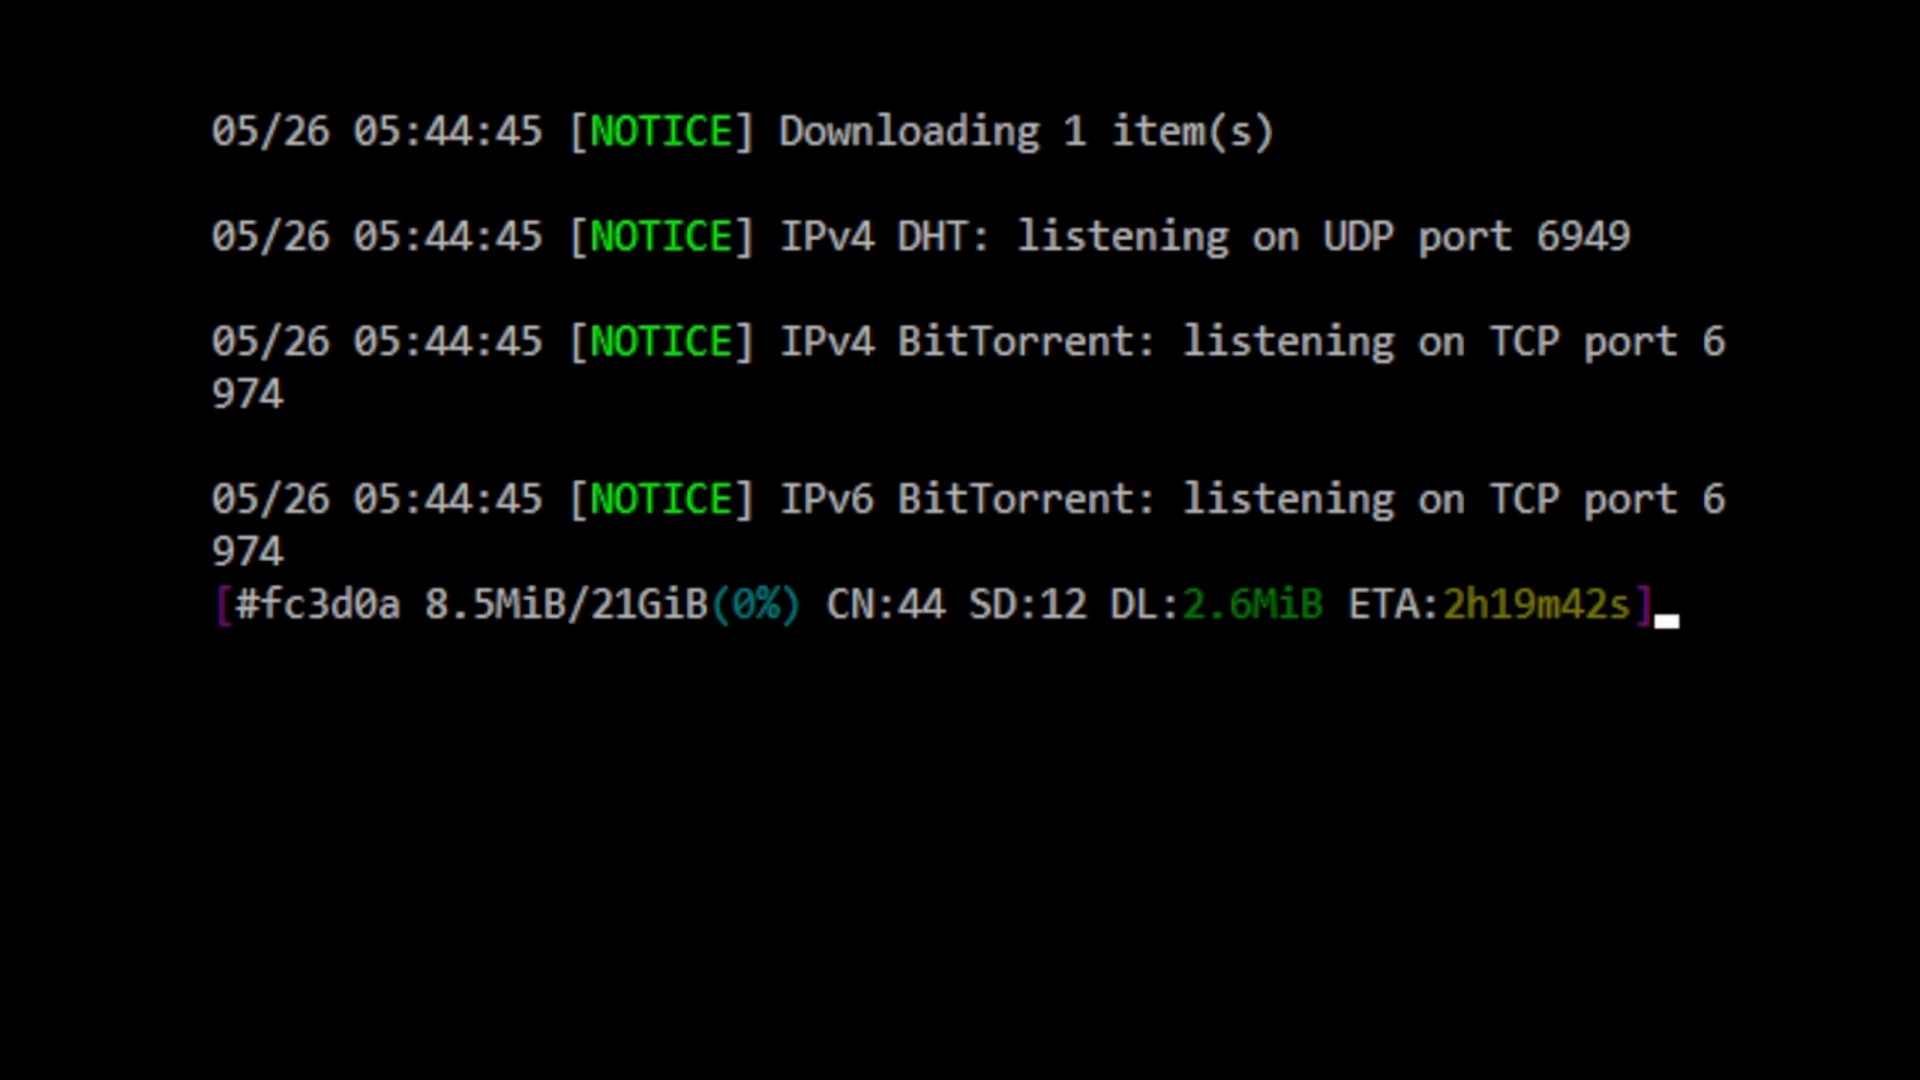 05/26 05:44:45 [NOTICE] Downloading 1 item(s)
05/26 05:44:45 [NOTICE] IPv4 DHT: listening on UDP port 6949
05/26 05:44:45 [NOTICE] IPv4 BitTorrent: listening on TCP port 6
974
05/26 05:44:45 [NOTICE] IPv6 BitTorrent: listening on TCP port 6
974
[#fc3d0a 8.5MiB/21GiB(0%) CN:44 SD:12 DL:2.6MiB ETA:2h19m42s]